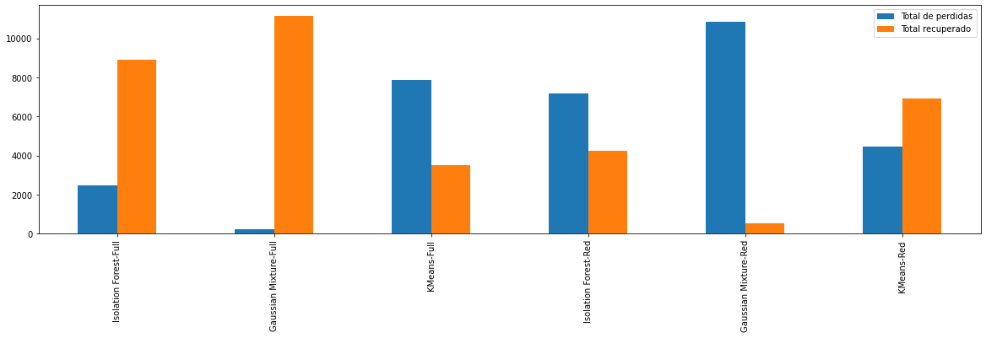 Total de perdidas
Total recuperado
10000
8000
6000
4000
2000
0
Isolation Forest-Full
Gaussian Mixture-Full
KMeans-Full
Isolation Forest-Red
Gaussian Mixture-Red
KMeans-Red